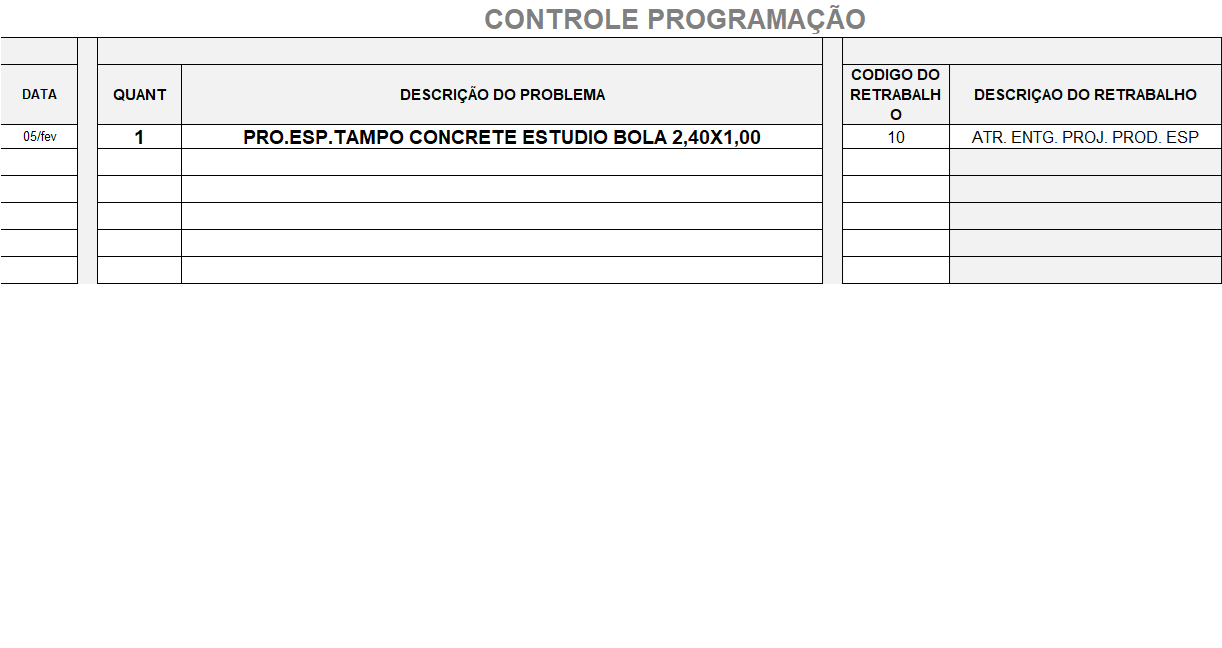 CONTROLE PROGRAMAÇÃO
DATA
QUANT
DESCRIÇÃO DO PROBLEMA
CODIGO DO
RETRABALH
O
DESCRIÇAO DO RETRABALHO
05/fev
1
PRO.ESP.TAMPO CONCRETE ESTUDIO BOLA 2,40X1,00
10
ATR. ENTG. PROJ. PROD. ESP